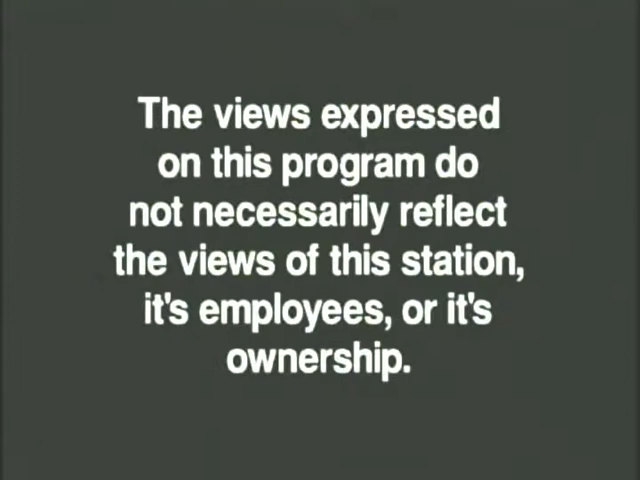 The views expressed
on this program do
not necessarily reflect
the views of this station,
it's employees, or it's
ownership.